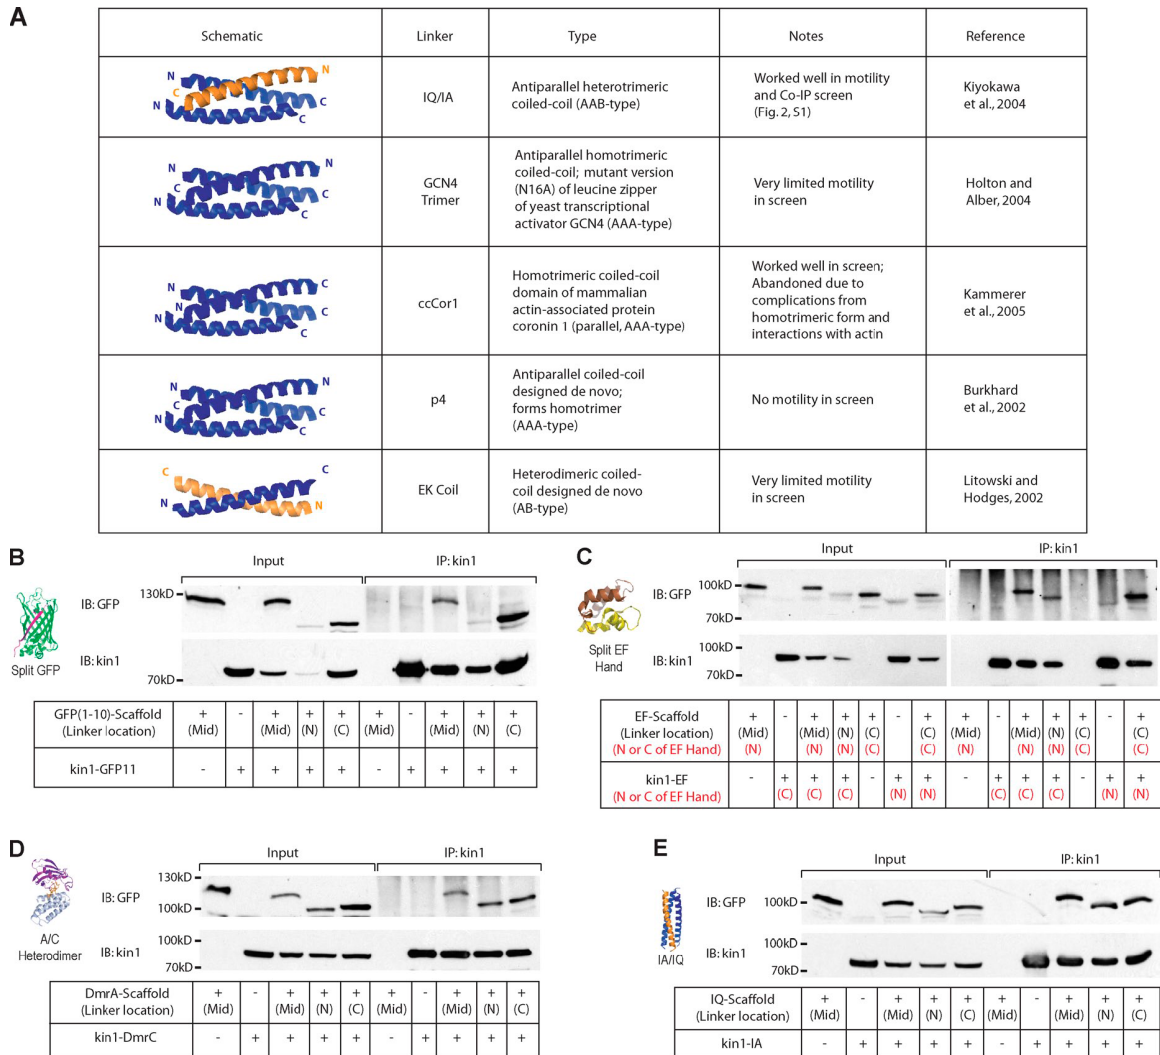 A
Schematic Linker Type Notes Reference
N N C N C C
IQ/IA
Antiparallel heterotrimeric
coiled-coil (AAB-type)
Worked well in motility
and Co-IP screen
(Fig. 2, S1)
Kiyokawa
et al., 2004
N N C N C C
GCN4
Trimer
Antiparallel homotrimeric
coiled-coil; mutant version
(N16A) of leucine zipper
of yeast transcriptional
activator GCN4 (AAA-type)
Very limited motility
in screen
Holton and
Alber, 2004
N C N N C C
ccCor1
Homotrimeric coiled-coil
domain of mammalian
actin-associated protein
coronin 1 (parallel, AAA-type)
Worked well in screen;
Abandoned due to
complications from
homotrimeric form and
interactions with actin
Kammerer
et al., 2005
N N C N C C
p4
Antiparallel coiled-coil
designed de novo;
forms homotrimer
(AAA-type)
No motility in screen
Burkhard
et al., 2002
C C N N
EK Coil
Heterodimeric coiled-
coil designed de novo
(AB-type)
Very limited motility
in screen
Litowski and
Hodges, 2002
B
Input IP: kin1
130kD
IB: GFP
IB: kin1
70kD
Split GFP
GFP(1-10)-Scaffold + - + + + + - + + +
(Linker location) (Mid) (Mid) (N) (C) (Mid) (Mid) (N) (C)
kin1-GFP11 - + + + + - + + + +
C
Input IP: kin1
100kD
IB: GFP
70kD
100kD
IB: kin1
70kD
Split EF
Hand
EF-Scaffold + - + + + - + + - + + + - +
(Linker location) (Mid) (Mid) (N) (C) (C) (Mid) (Mid) (N) (C) (C)
(N or C of EF Hand) (N) (N) (N) (C) (C) (N) (N) (N) (C) (C)
kin1-EF - + + + - + + - + + + - + +
(N or C of EF Hand) (C) (C) (C) (N) (N) (C) (C) (C) (N) (N)
D
Input IP: kin1
130kD
IB: GFP
100kD
100kD
IB: kin1
70kD
A/C
Heterodimer
DmrA-Scaffold + - + + + + - + + +
(Linker location) (Mid) (Mid) (N) (C) (Mid) (Mid) (N) (C)
kin1-DmrC - + + + + - + + + +
E
Input IP: kin1
IB: GFP
100kD
100kD
IB: kin1
70kD
IA/IQ
IQ-Scaffold + - + + + + - + + +
(Linker location) (Mid) (Mid) (N) (C) (Mid) (Mid) (N) (C)
kin1-IA - + + + + - + + + +